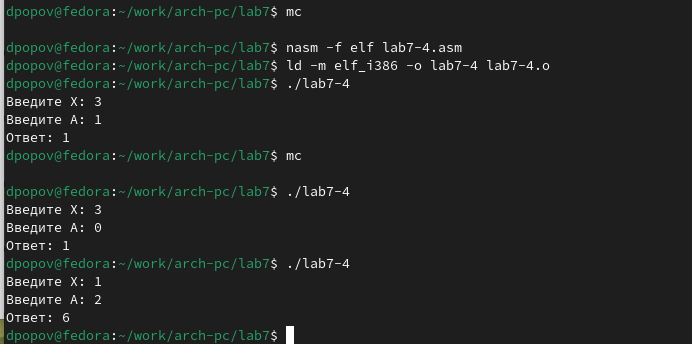 dpopov@fedora:~/work/arch-pc/lab7$ mc
dpopov@fedora:~/work/arch-pc/lab7$ nasm -f elf lab7-4.asm
dpopov@fedora:~/work/arch-pc/lab7$ ld -m elf_i386 -o lab7-4 lab7-4.o
dpopov@fedora:~/work/arch-pc/lab7$ ./lab7-4
Введите X: 3
Введите A: 1
Ответ: 1
dpopov@fedora:~/work/arch-pc/lab7$ mc
dpopov@fedora:~/work/arch-pc/lab7$ ./lab7-4
Введите X: 3
Введите A: 0
Ответ: 1
dpopov@fedora:~/work/arch-pc/lab7$ ./lab7-4
Введите X: 1
Введите A: 2
Ответ: 6
dpopov@fedora:~/work/arch-pc/lab7$